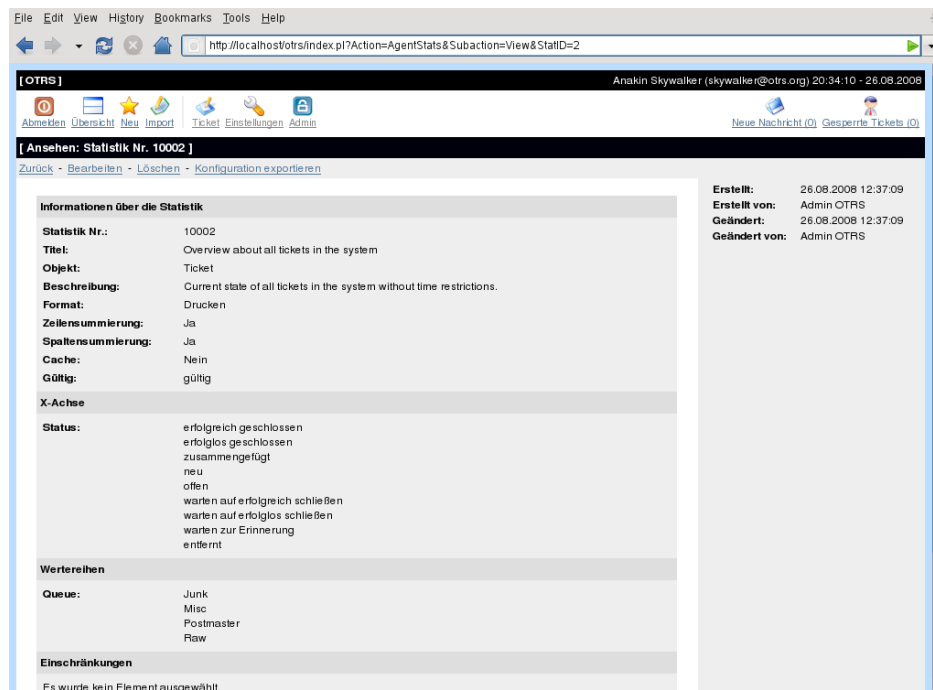 File Edit View History Bookmarks Tools Help
http://localhost/otrs/index.pl?Action=AgentStats&Subaction=View&StatID=2
[ OTRS ] Anakin Skywalker (skywalker@otrs.org) 20:34:10 - 26.08.2008
Abmelden Übersicht Neu Import Ticket Einstellungen Admin Neue Nachricht (0) Gesperrte Tickets (0)
[ Ansehen: Statistik Nr. 10002 ]
Zurück - Bearbeiten - Löschen - Konfiguration exportieren
Erstellt: 26.08.2008 12:37:09
Erstellt von: Admin OTRS
Geändert: 26.08.2008 12:37:09
Geändert von: Admin OTRS
Informationen über die Statistik
Statistik Nr.: 10002
Titel: Overview about all tickets in the system
Objekt: Ticket
Beschreibung: Current state of all tickets in the system without time restrictions.
Format: Drucken
Zeilensummierung: Ja
Spaltensummierung: Ja
Cache: Nein
Gültig: gültig
X-Achse
Status: erfolgreich geschlossen
erfolglos geschlossen
zusammengefügt
neu
offen
warten auf erfolgreich schließen
warten auf erfolglos schließen
warten zur Erinnerung
entfernt
Wertereihen
Queue: Junk
Misc
Postmaster
Raw
Einschränkungen
Es wurde kein Element ausgewählt.